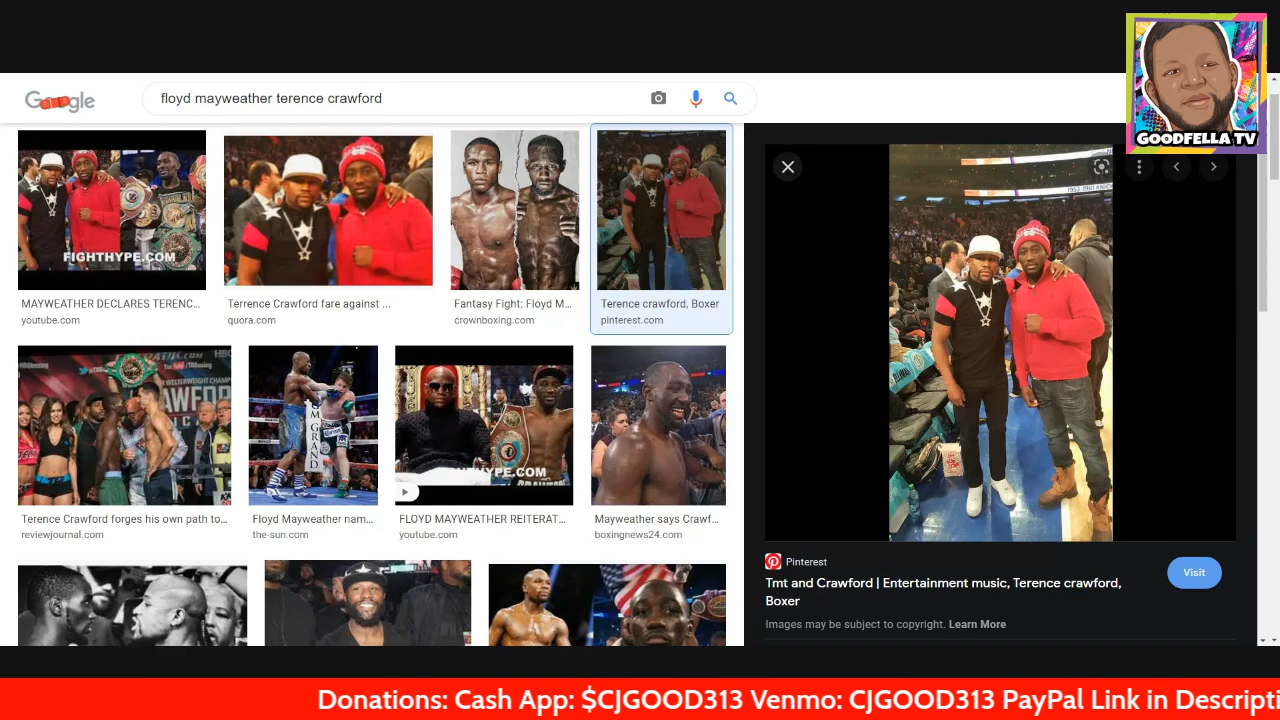 Google
floyd mayweather terence crawford
GOODFELLA TV
FIGHTHYPE.COM
MAYWEATHER DECLARES TERENC...
youtube.com
Terrence Crawford fare against ...
quora.com
Fantasy Fight: Floyd M...
crownboxing.com
Terence crawford, Boxer
pinterest.com
Terence Crawford forges his own path to...
reviewjournal.com
MGM GRAND
Floyd Mayweather nam...
the-sun.com
FLOYD MAYWEATHER REITERAT...
youtube.com
Mayweather says Crawf...
boxingnews24.com
Pinterest
Tmt and Crawford | Entertainment music, Terence crawford,
Boxer
Visit
Images may be subject to copyright. Learn More
Donations: Cash App: $CJGOOD313 Venmo: CJGOOD313 PayPal Link in Descripti